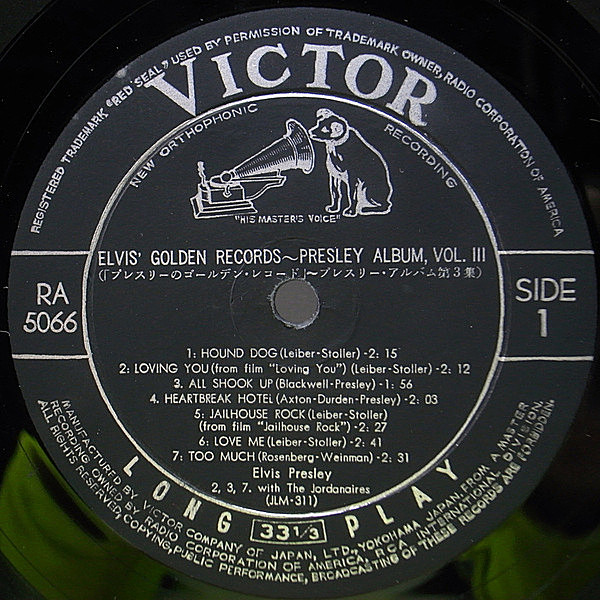 REGISTERED TRADEMARK "RED SEAL" USED BY PERMISSION OF TRADEMARK OWNER, RADIO CORPORATION OF AMERICA
VICTOR
NEW ORTHOPHONIC RECORDING
"HIS MASTER'S VOICE"
ELVIS' GOLDEN RECORDS~PRESLEY ALBUM, VOL. III
(「プレスリーのゴールデン・レコード」~プレスリー・アルバム第3集)
RA
5066
SIDE
1
1: HOUND DOG (Leiber-Stoller) -2: 15
2: LOVING YOU (from film "Loving You") (Leiber-Stoller) -2: 12
3. ALL SHOOK UP (Blackwell-Presley) -1: 56
4. HEARTBREAK HOTEL (Axton-Durden-Presley) -2: 03
5: JAILHOUSE ROCK (Leiber-Stoller)
(from film "Jailhouse Rock") -2: 27
6: LOVE ME (Leiber-Stoller) -2: 41
7: TOO MUCH (Rosenberg-Weinman) -2: 31
Elvis Presley
2, 3, 7. with The Jordanaires
(JLM-311)
LONG 33 1/3 PLAY
MANUFACTURED BY VICTOR COMPANY OF JAPAN, LTD., YOKOHAMA, JAPAN, FROM A MASTER
RECORDING OWNED BY RADIO CORPORATION OF AMERICA, RCA INTERNATIONAL DIVISION.
ALL RIGHTS RESERVED, COPYING, PUBLIC PERFORMANCE, BROADCASTING OF THESE RECORDS ARE FORBIDDEN.